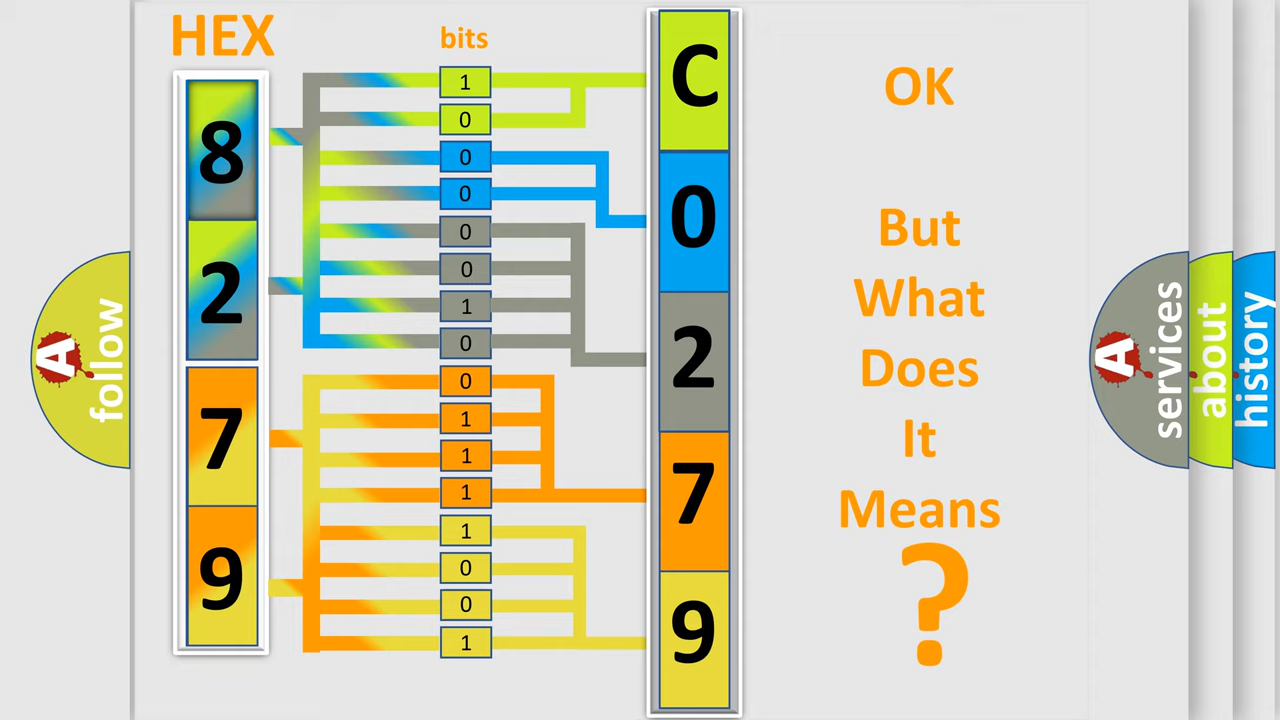 HEX
bits
8
2
7
9
1
0
0
0
0
0
1
0
0
1
1
1
1
0
0
1
C
0
2
7
9
OK
But
What
Does
It
Means
?
A
follow
A
services
about
history